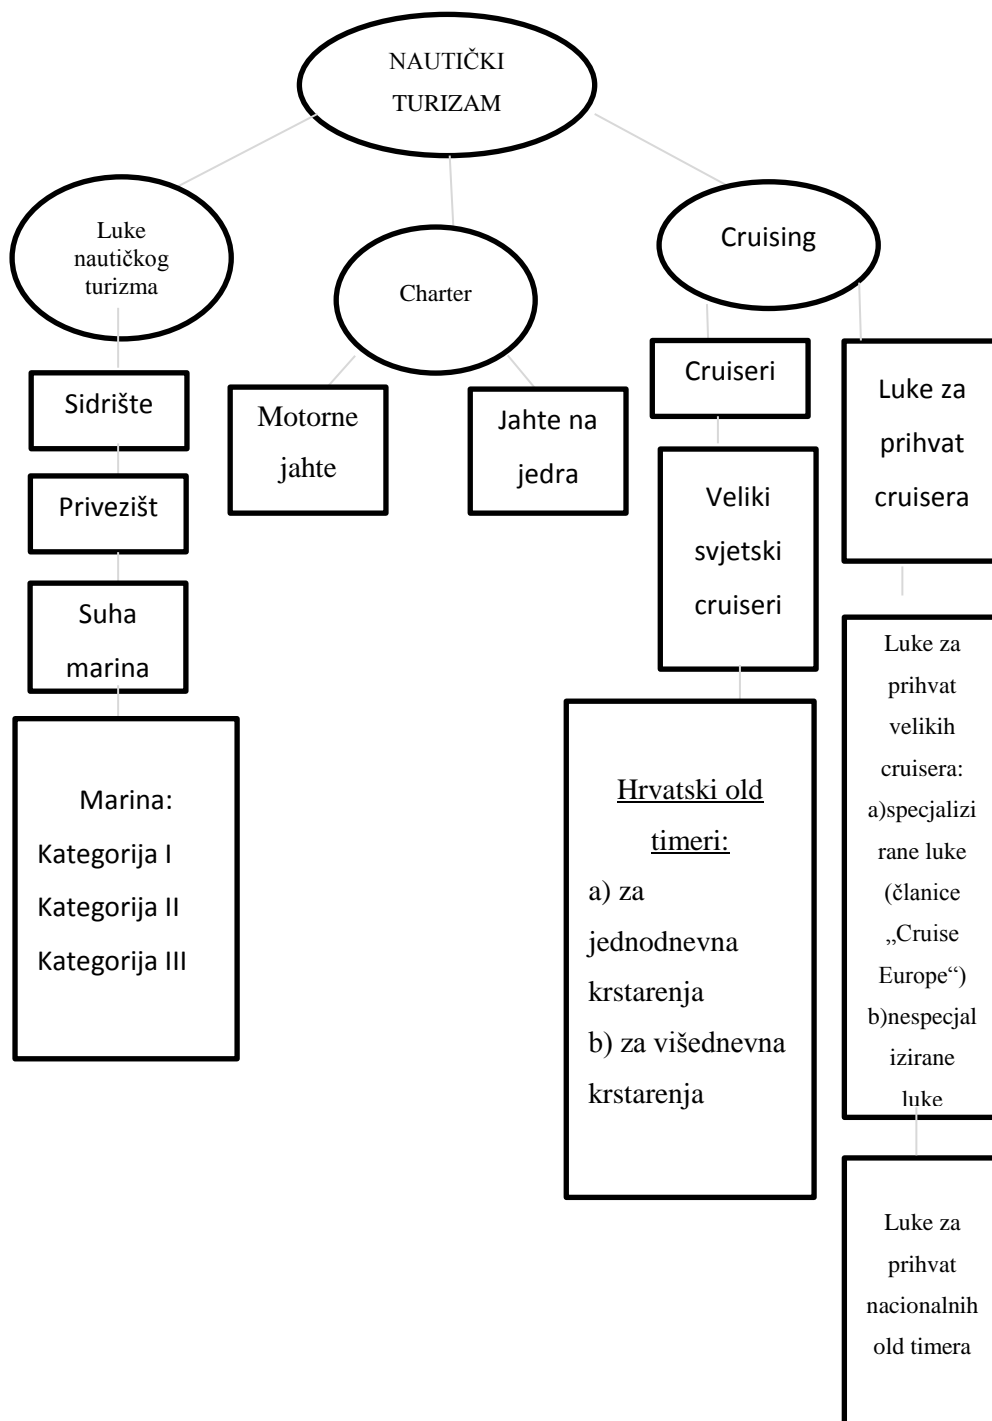 NAUTIČKI
TURIZAM
Luke
nautičkog
turizma
Charter
Cruising
Sidrište
Privezišt
Suha
marina
Marina:
Kategorija I
Kategorija II
Kategorija III
Motorne
jahte
Jahte na
jedra
Cruiseri
Veliki
svjetski
cruiseri
Hrvatski old
timeri:
a) za
jednodnevna
krstarenja
b) za višednevna
krstarenja
Luke za
prihvat
cruisera
Luke za
prihvat
velikih
cruisera:
a)specjalizi
rane luke
(članice
„Cruise
Europe“)
b)nespecjal
izirane
luke
Luke za
prihvat
nacionalnih
old timera